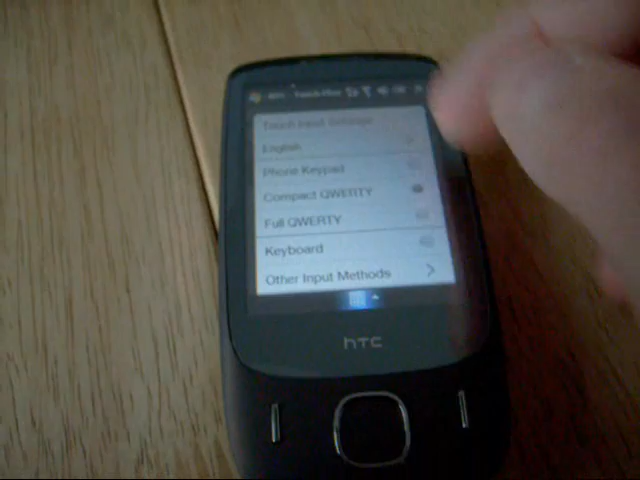 Touch Input Settings
English
Phone Keypad
Compact QWERTY
Full QWERTY
Keyboard
Other Input Methods
hTC